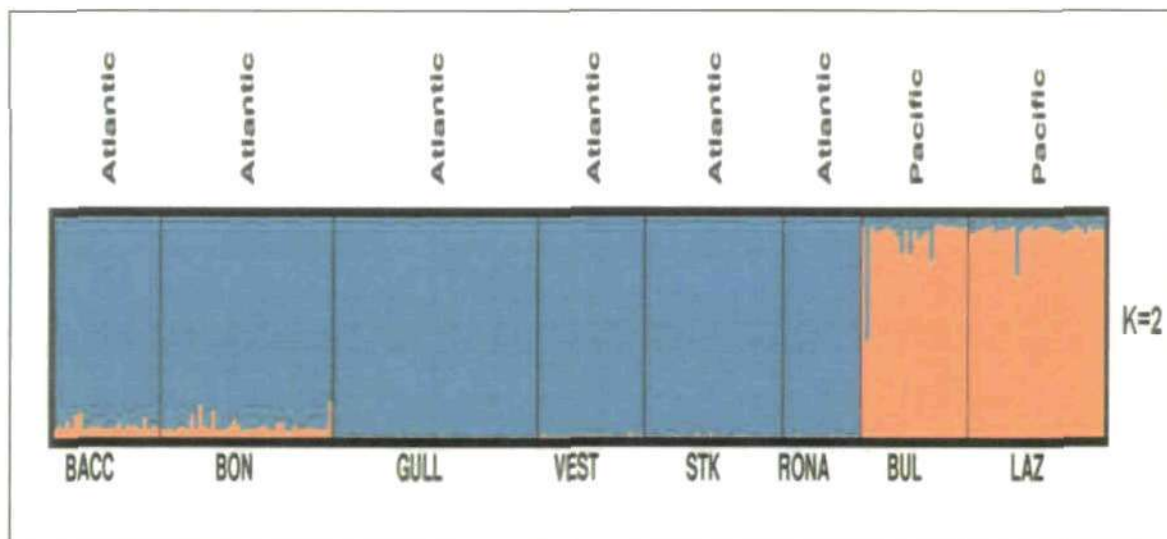 Atlantic Atlantic Atlantic Atlantic Atlantic Atlantic Pacific Pacific
K=2
BACC BON GULL VEST STK RONA BUL LAZ